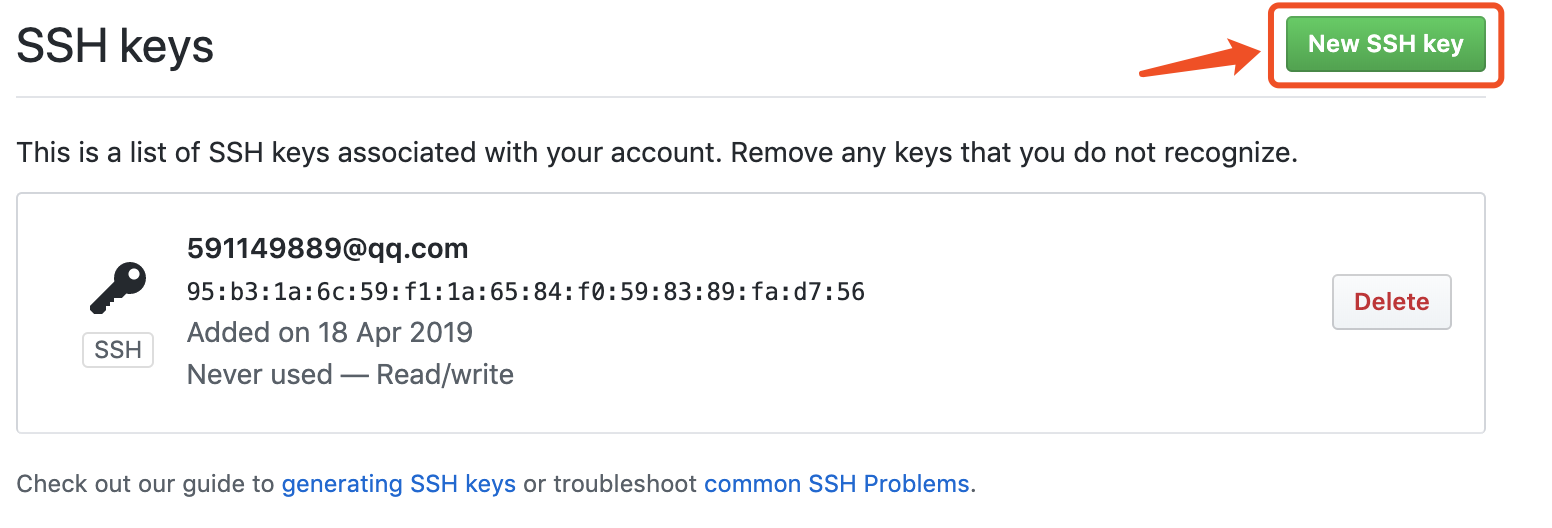 SSH keys
New SSH key
This is a list of SSH keys associated with your account. Remove any keys that you do not recognize.
591149889@qq.com
95:b3:1a:6c:59:f1:1a:65:84:f0:59:83:89:fa:d7:56
Added on 18 Apr 2019
Never used — Read/write
SSH
Delete
Check out our guide to generating SSH keys or troubleshoot common SSH Problems.